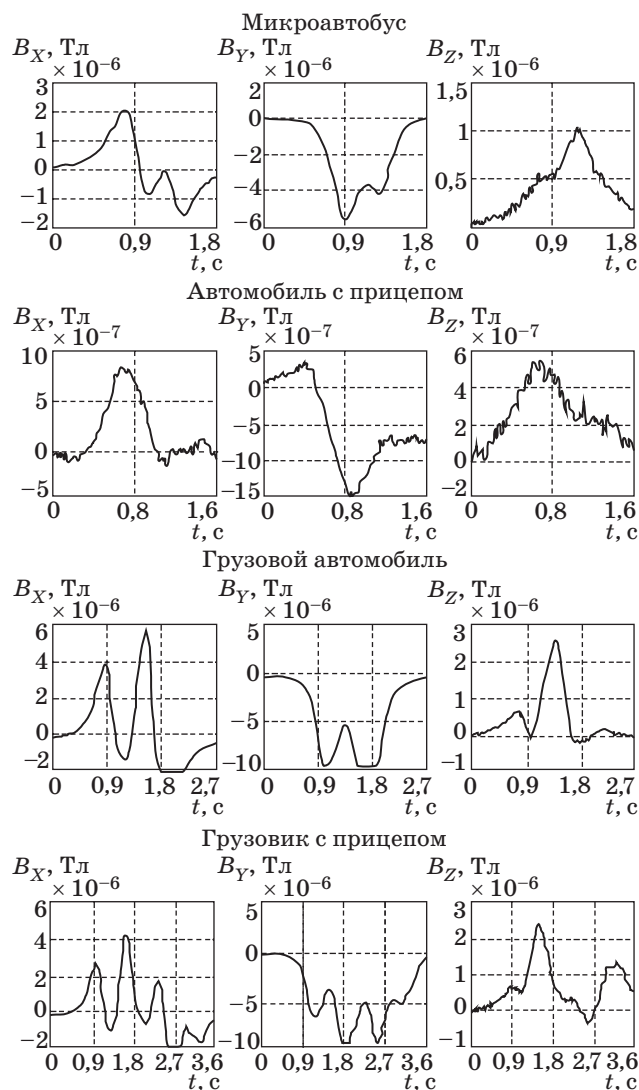 Микроавтобус
B_X, Тл B_Y, Тл B_Z, Тл
× 10⁻⁶ × 10⁻⁶ × 10⁻⁶
3 2 1 0 −1 −2
0 0,9 1,8
t, с
2 0 −2 −4 −6
0 0,9 1,8
t, с
1,5 1 0,5 0
0 0,9 1,8
t, с
Автомобиль с прицепом
B_X, Тл B_Y, Тл B_Z, Тл
× 10⁻⁷ × 10⁻⁷ × 10⁻⁷
10 5 0 −5
0 0,8 1,6
t, с
5 0 −5 −10 −15
0 0,8 1,6
t, с
6 4 2 0 −2
0 0,8 1,6
t, с
Грузовой автомобиль
B_X, Тл B_Y, Тл B_Z, Тл
× 10⁻⁶ × 10⁻⁶ × 10⁻⁶
6 4 2 0 −2
0 0,9 1,8 2,7
t, с
5 0 −5 −10
0 0,9 1,8 2,7
t, с
3 2 1 0 −1
0 0,9 1,8 2,7
t, с
Грузовик с прицепом
B_X, Тл B_Y, Тл B_Z, Тл
× 10⁻⁶ × 10⁻⁶ × 10⁻⁶
6 4 2 0 −2
0 0,9 1,8 2,7 3,6
t, с
5 0 −5 −10
0 0,9 1,8 2,7 3,6
t, с
3 2 1 0 −1
0 0,9 1,8 2,7 3,6
t, с